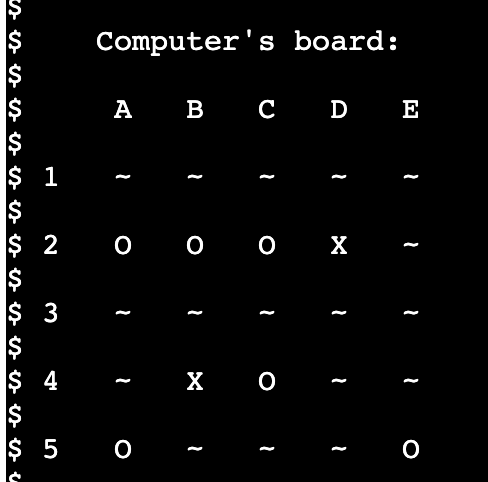 $
$ Computer's board:
$
$ A B C D E
$
$ 1 ~ ~ ~ ~ ~
$
$ 2 O O O X ~
$
$ 3 ~ ~ ~ ~ ~
$
$ 4 ~ X O ~ ~
$
$ 5 O ~ ~ ~ O
$